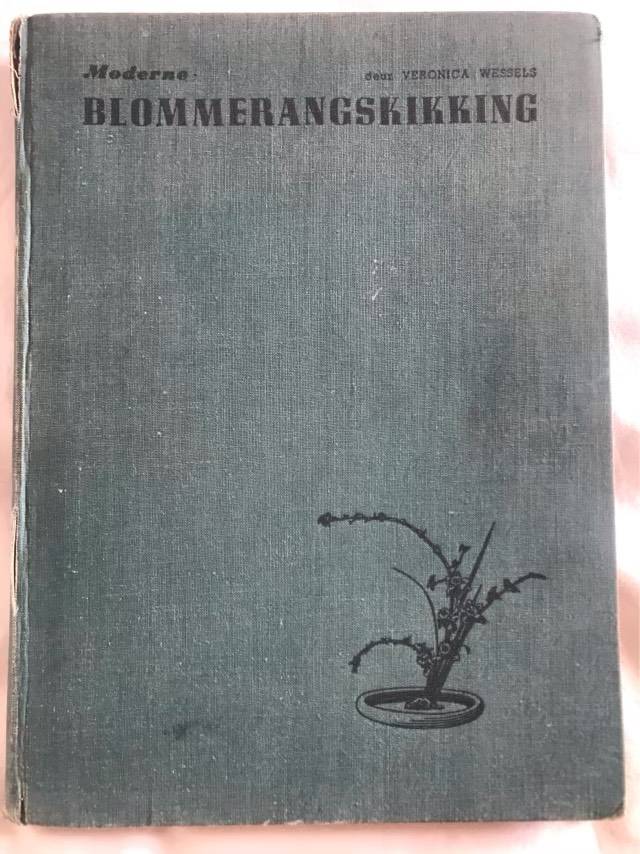 Moderne
deur VERONICA WESSELS
BLOMMERANGSKIKKING